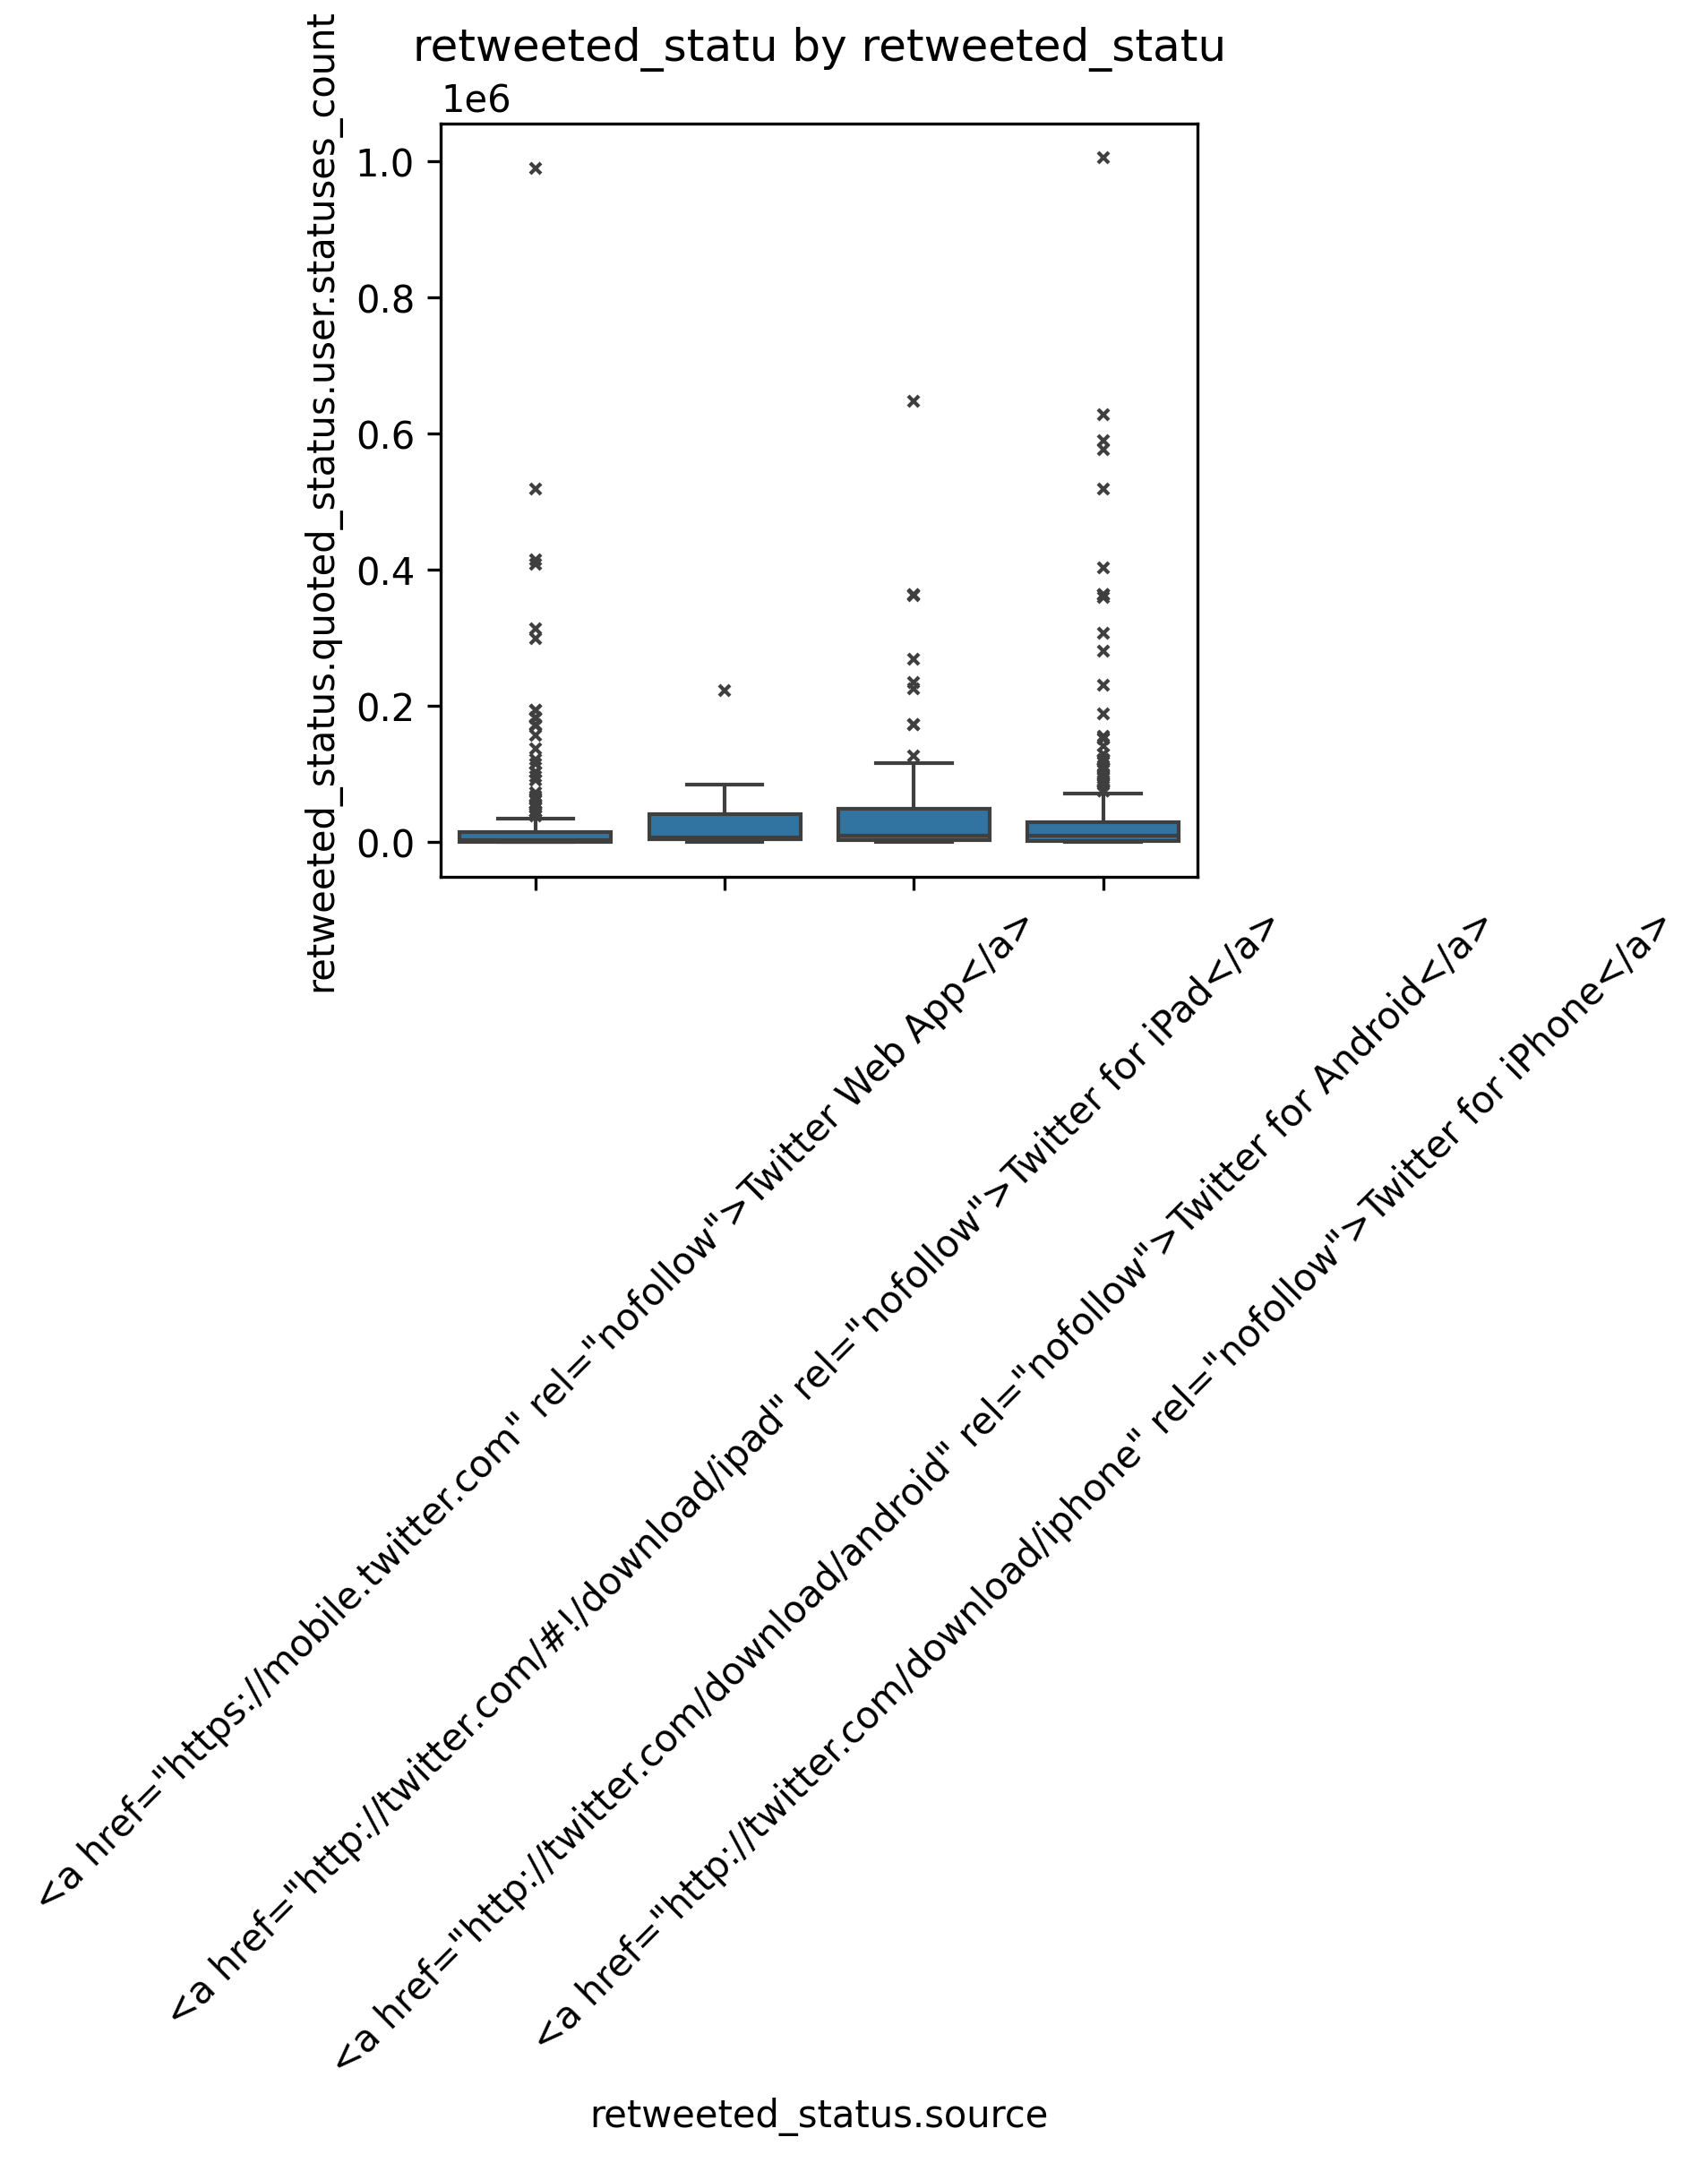 retweeted_statu by retweeted_statu
1e6
retweeted_status.quoted_status.user.statuses_count
1.0
0.8
0.6
0.4
0.2
0.0
<a href="https://mobile.twitter.com" rel="nofollow">Twitter Web App</a>
<a href="http://twitter.com/#!/download/ipad" rel="nofollow">Twitter for iPad</a>
<a href="http://twitter.com/download/android" rel="nofollow">Twitter for Android</a>
<a href="http://twitter.com/download/iphone" rel="nofollow">Twitter for iPhone</a>
retweeted_status.source